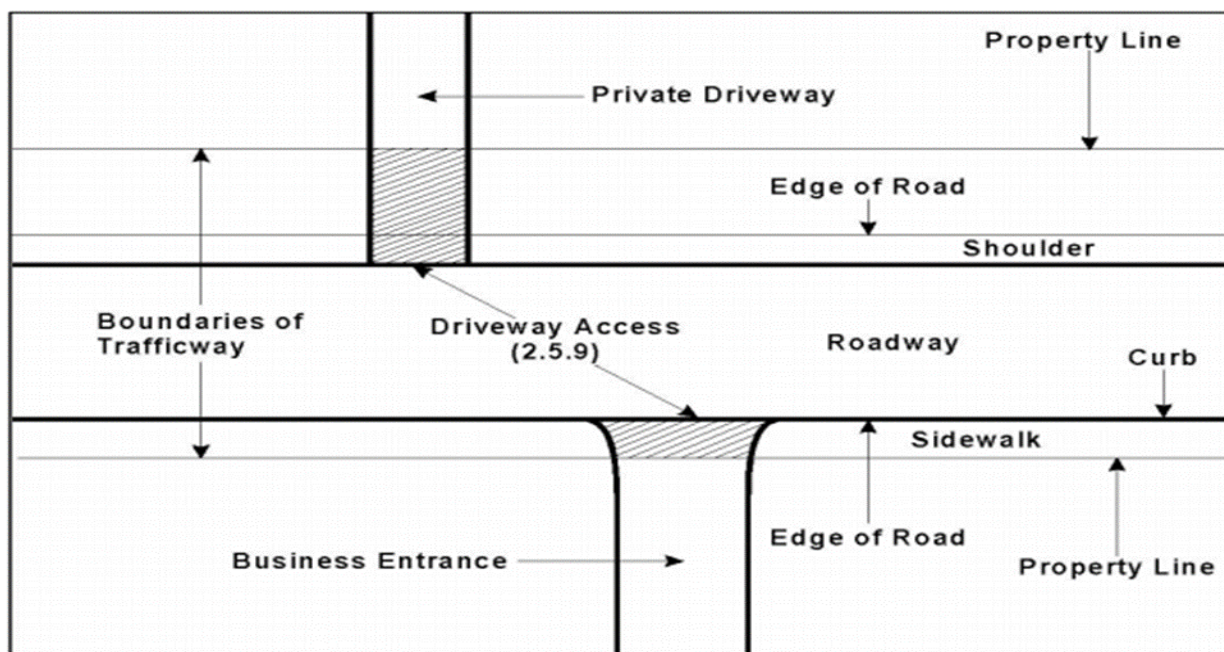 Property Line
Private Driveway
Edge of Road
Shoulder
Boundaries of
Trafficway
Driveway Access
(2.5.9)
Roadway
Curb
Sidewalk
Edge of Road
Business Entrance
Property Line